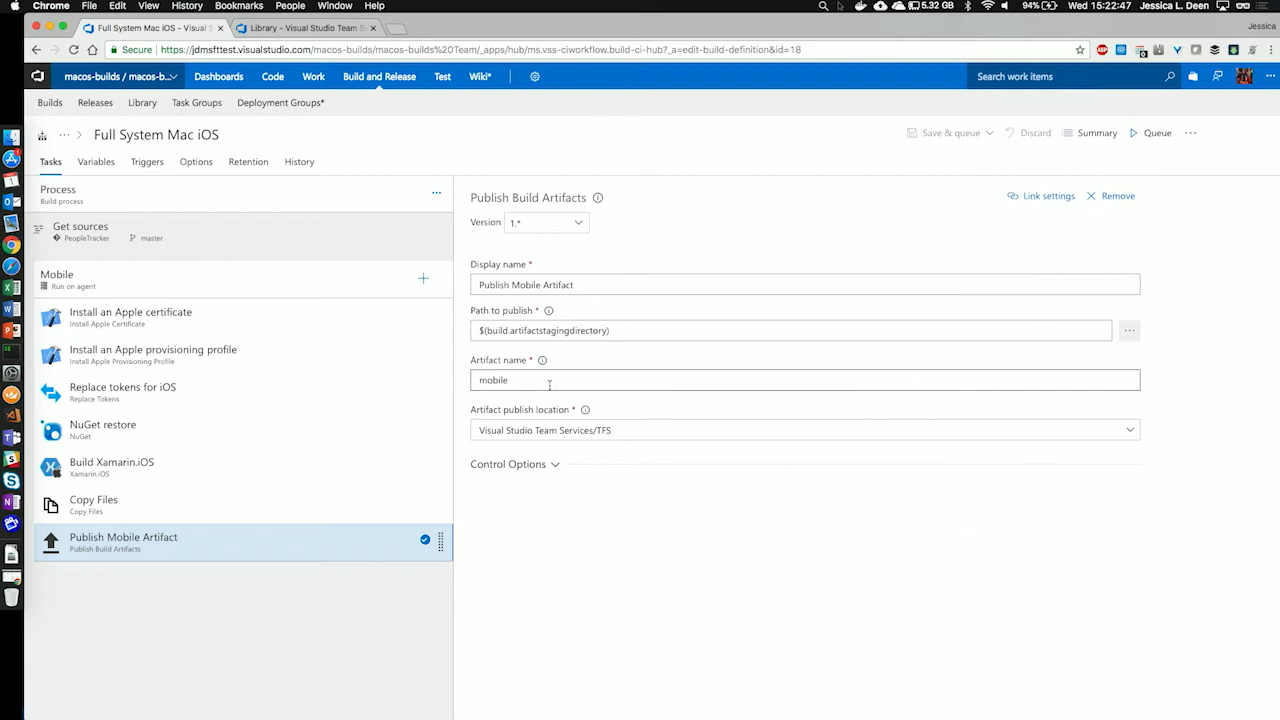 Chrome File Edit View History Bookmarks People Window Help 5.32 GB 94% Wed 15:22:47 Jessica L. Deen
Full System Mac iOS - Visual S Library - Visual Studio Team S Jessica
Secure https://jdmsfttest.visualstudio.com/macos-builds/macos-builds%20Team/_apps/hub/ms.vss-ciworkflow.build-ci-hub?_a=edit-build-definition&id=18
macos-builds / macos-b... Dashboards Code Work Build and Release Test Wiki* Search work items
Builds Releases Library Task Groups Deployment Groups*
... > Full System Mac iOS Save & queue Discard Summary Queue ...
Tasks Variables Triggers Options Retention History
Process
Build process
Get sources
PeopleTracker master
Mobile
Run on agent
Install an Apple certificate
Install Apple Certificate
Install an Apple provisioning profile
Install Apple Provisioning Profile
Replace tokens for iOS
Replace Tokens
NuGet restore
NuGet
Build Xamarin.iOS
Xamarin.iOS
Copy Files
Copy Files
Publish Mobile Artifact
Publish Build Artifacts
Publish Build Artifacts Link settings Remove
Version 1.*
Display name *
Publish Mobile Artifact
Path to publish *
$(build.artifactstagingdirectory)
Artifact name *
mobile
Artifact publish location *
Visual Studio Team Services/TFS
Control Options